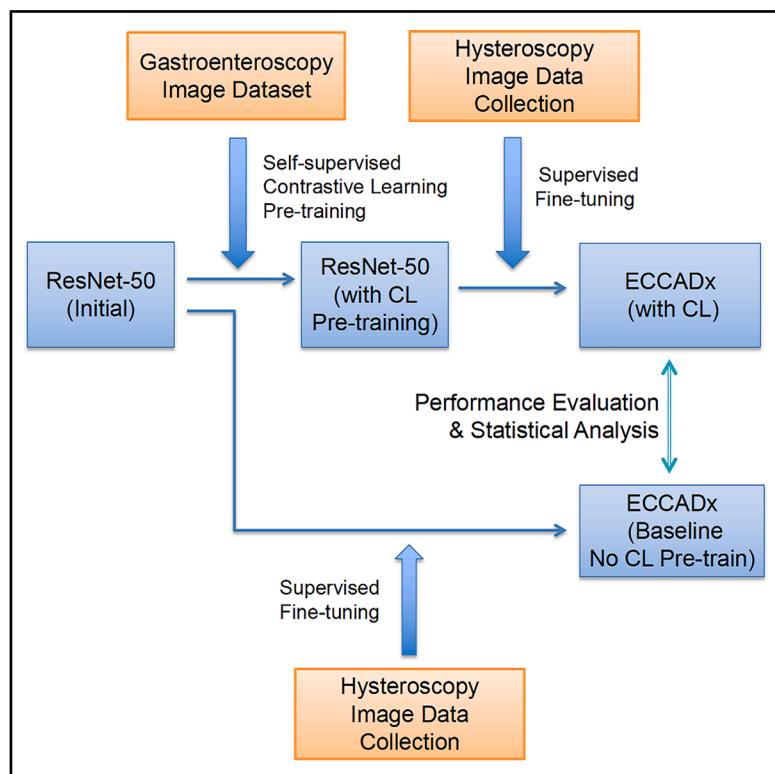 Gastroenteroscopy
Image Dataset
Hysteroscopy
Image Data
Collection
Self-supervised
Contrastive Learning
Pre-training
Supervised
Fine-tuning
ResNet-50
(Initial)
ResNet-50
(with CL
Pre-training)
ECCADx
(with CL)
Performance Evaluation
& Statistical Analysis
ECCADx
(Baseline
No CL Pre-train)
Supervised
Fine-tuning
Hysteroscopy
Image Data
Collection